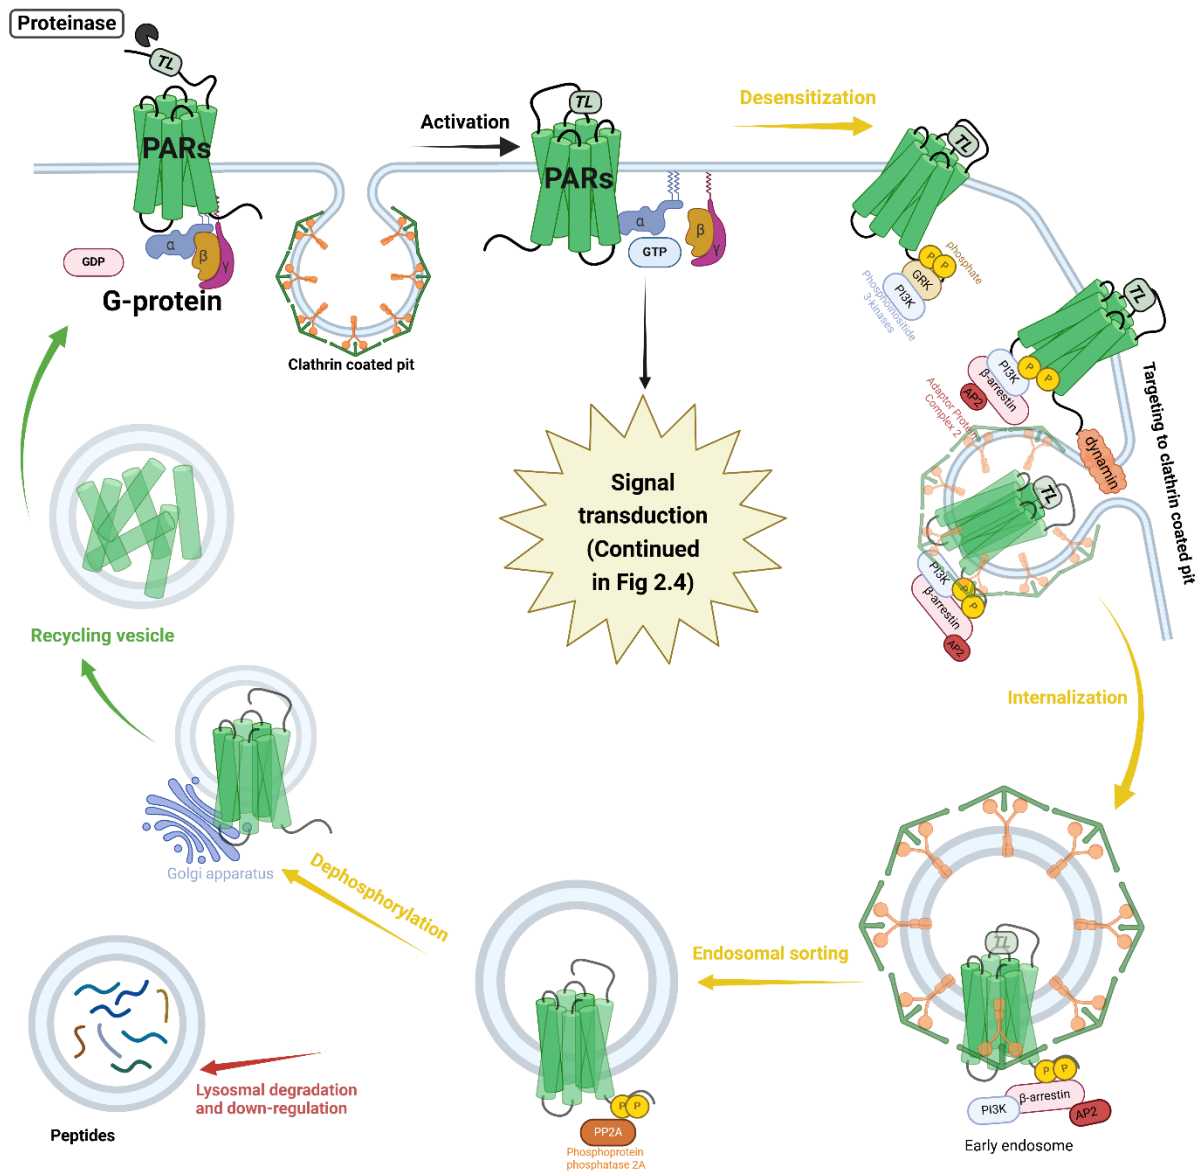 Proteinase
TL
PARs
α
β
γ
GDP
G-protein
Clathrin coated pit
Activation
TL
PARs
α
β
γ
GTP
Desensitization
TL
P
P
phosphate
GRK
PI3K
Phosphoinositide
3-kinases
TL
PI3K
P
P
β-arrestin
AP2
Adaptor Protein
Complex 2
dynamin
Targeting to clathrin coated pit
TL
PI3K
P
P
β-arrestin
AP2
Signal
transduction
(Continued
in Fig 2.4)
Internalization
Recycling vesicle
Golgi apparatus
Dephosphorylation
Endosomal sorting
TL
P
P
β-arrestin
PI3K
AP2
Early endosome
P
P
PP2A
Phosphoprotein
phosphatase 2A
Lysosmal degradation
and down-regulation
Peptides